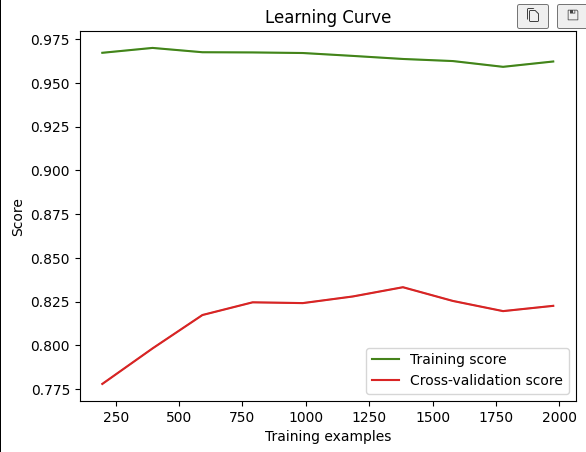 Learning Curve
0.975
0.950
0.925
0.900
0.875
0.850
0.825
0.800
0.775
Score
Training score
Cross-validation score
250 500 750 1000 1250 1500 1750 2000
Training examples